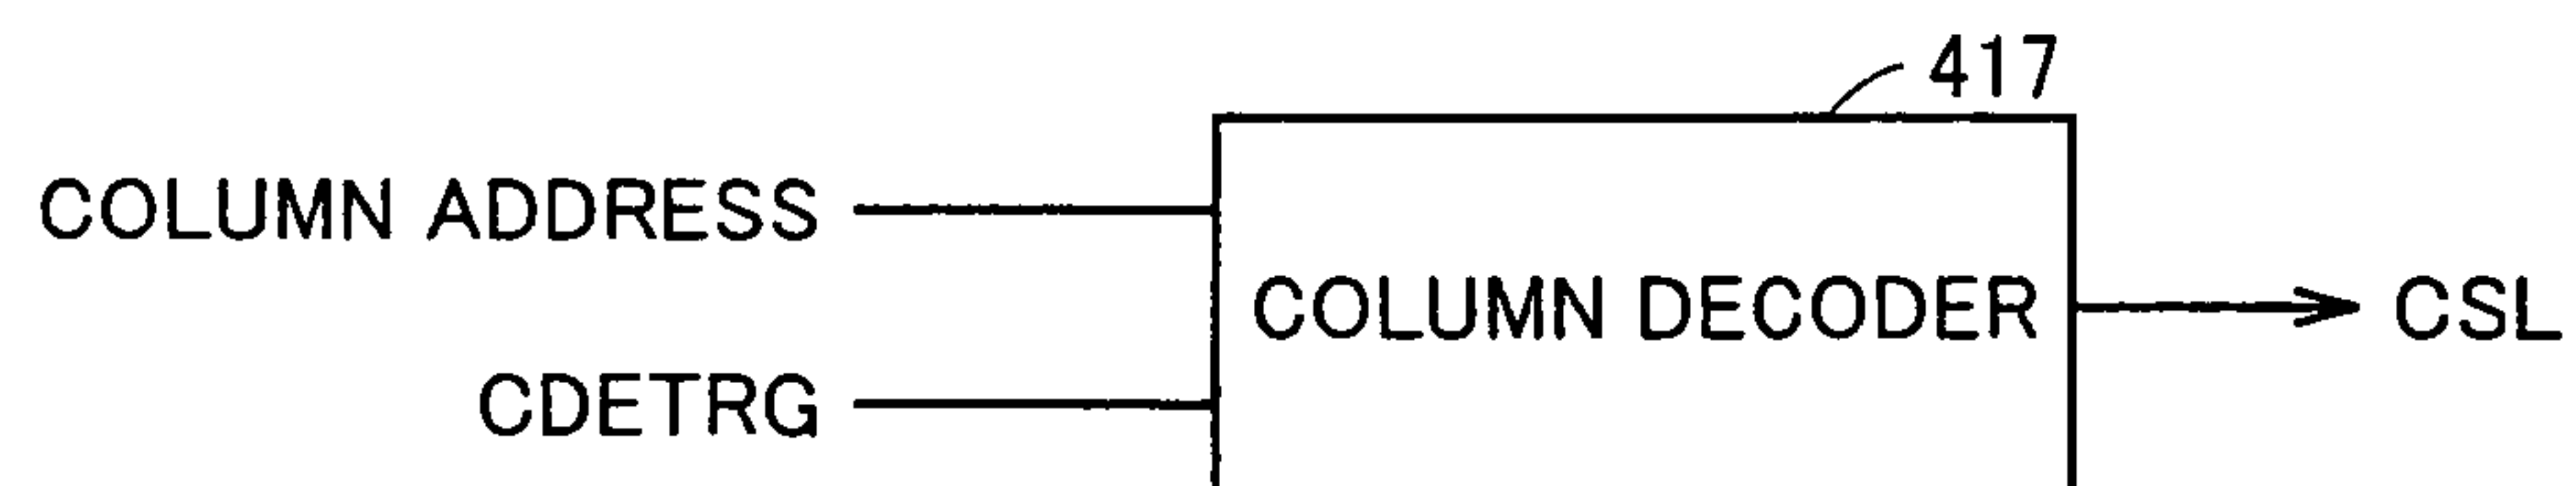 417
COLUMN ADDRESS
COLUMN DECODER
CSL
CDETRG